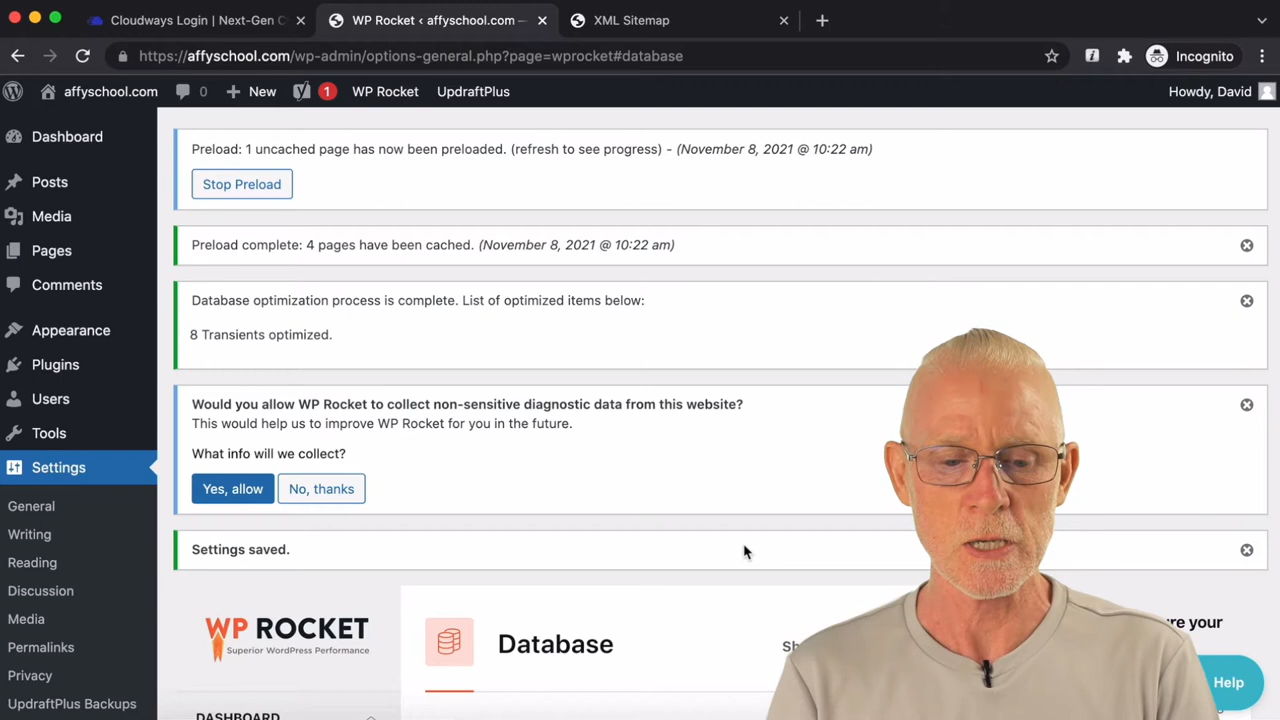 Cloudways Login | Next-Gen C
WP Rocket ‹ affyschool.com —
XML Sitemap
https://affyschool.com/wp-admin/options-general.php?page=wprocket#database
Incognito
affyschool.com
0
New
1
WP Rocket
UpdraftPlus
Howdy, David
Dashboard
Posts
Media
Pages
Comments
Appearance
Plugins
Users
Tools
Settings
General
Writing
Reading
Discussion
Media
Permalinks
Privacy
UpdraftPlus Backups
Preload: 1 uncached page has now been preloaded. (refresh to see progress) - (November 8, 2021 @ 10:22 am)
Stop Preload
Preload complete: 4 pages have been cached. (November 8, 2021 @ 10:22 am)
Database optimization process is complete. List of optimized items below:
8 Transients optimized.
Would you allow WP Rocket to collect non-sensitive diagnostic data from this website?
This would help us to improve WP Rocket for you in the future.
What info will we collect?
Yes, allow
No, thanks
Settings saved.
WP ROCKET
Superior WordPress Performance
DASHBOARD
Database
Sh
ure your
Help